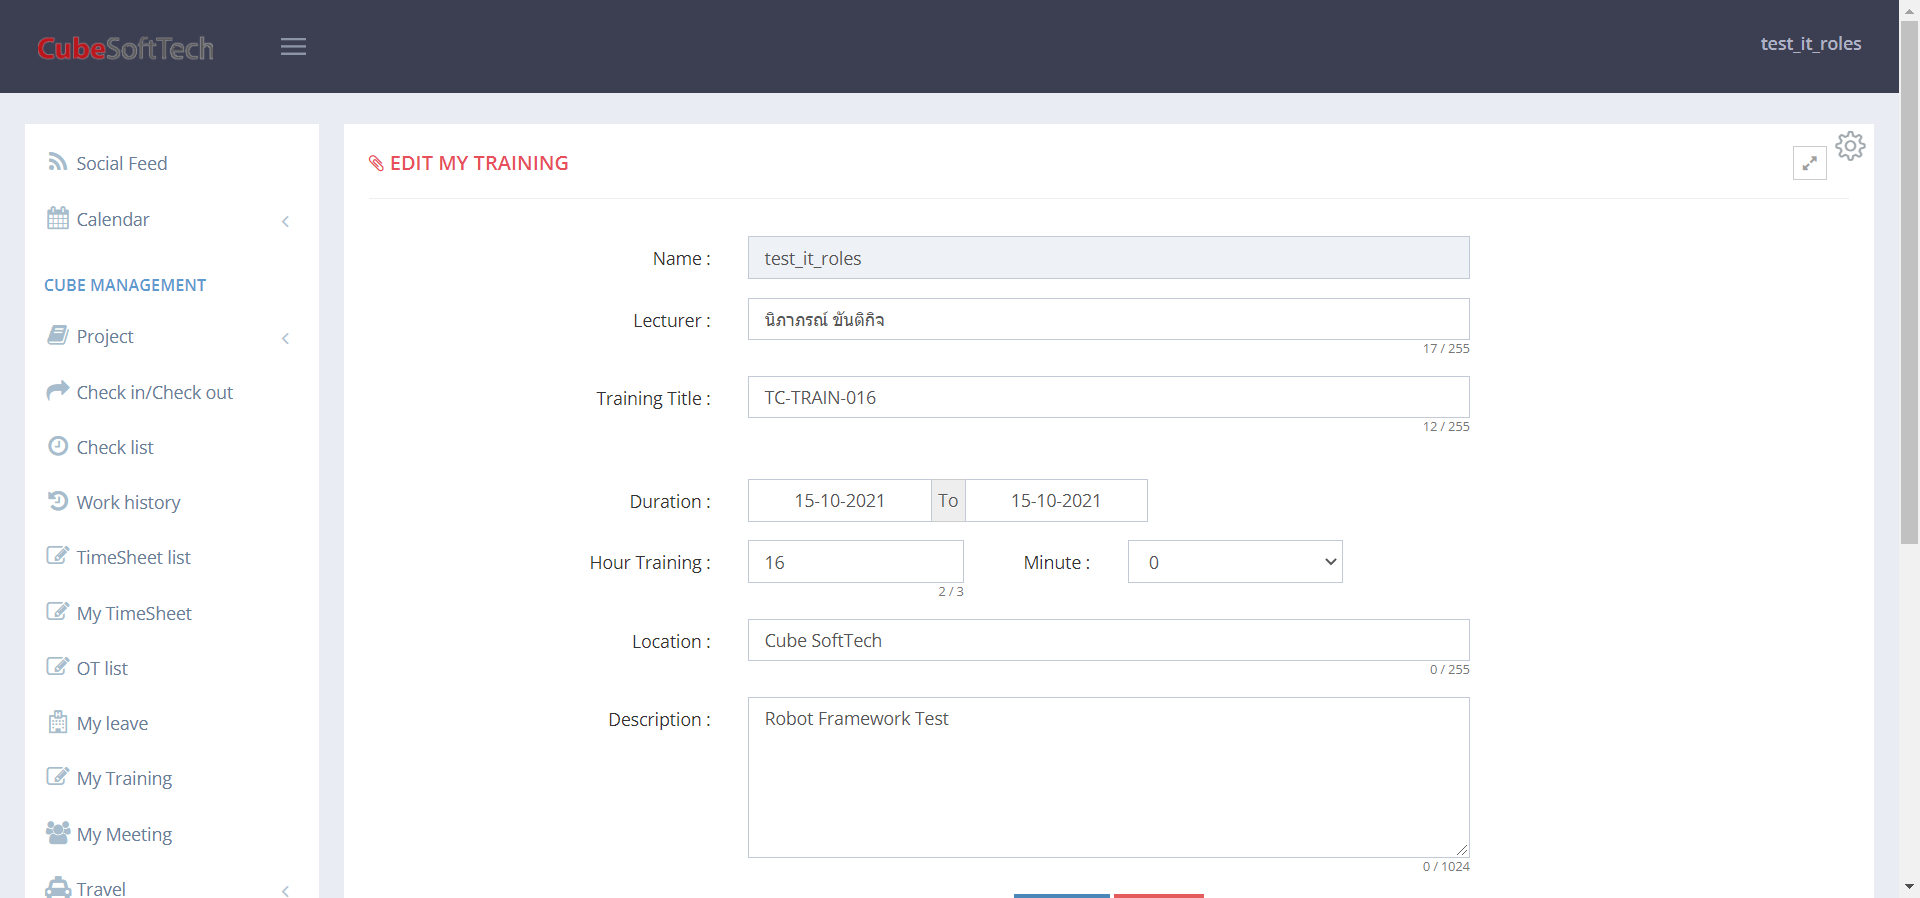 CubeSoftTech
test_it_roles
Social Feed
Calendar
CUBE MANAGEMENT
Project
Check in/Check out
Check list
Work history
TimeSheet list
My TimeSheet
OT list
My leave
My Training
My Meeting
Travel
EDIT MY TRAINING
Name : test_it_roles
Lecturer : นิภาภรณ์ ขันติกิจ
17 / 255
Training Title : TC-TRAIN-016
12 / 255
Duration : 15-10-2021 To 15-10-2021
Hour Training : 16 Minute : 0
2 / 3
Location : Cube SoftTech
0 / 255
Description : Robot Framework Test
0 / 1024